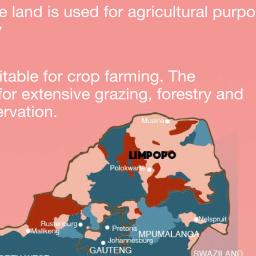 e land is used for agricultural purpo
itable for crop farming. The
for extensive grazing, forestry and
ervation.
Musina
LIMPOPO
Polokwane
Nelspruit
Rustenburg
Malikeng
Pretoria
MPUMALANGA
Johannesburg
GAUTENG
SWAZILAND